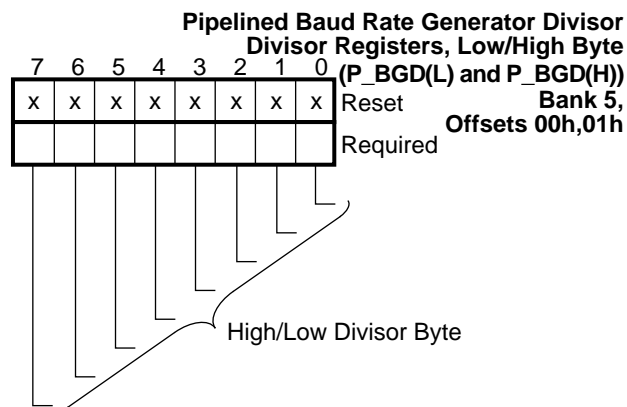 Pipelined Baud Rate Generator Divisor
Divisor Registers, Low/High Byte
(P_BGD(L) and P_BGD(H))
Bank 5,
Offsets 00h,01h
7 6 5 4 3 2 1 0
x x x x x x x x Reset
Required
High/Low Divisor Byte